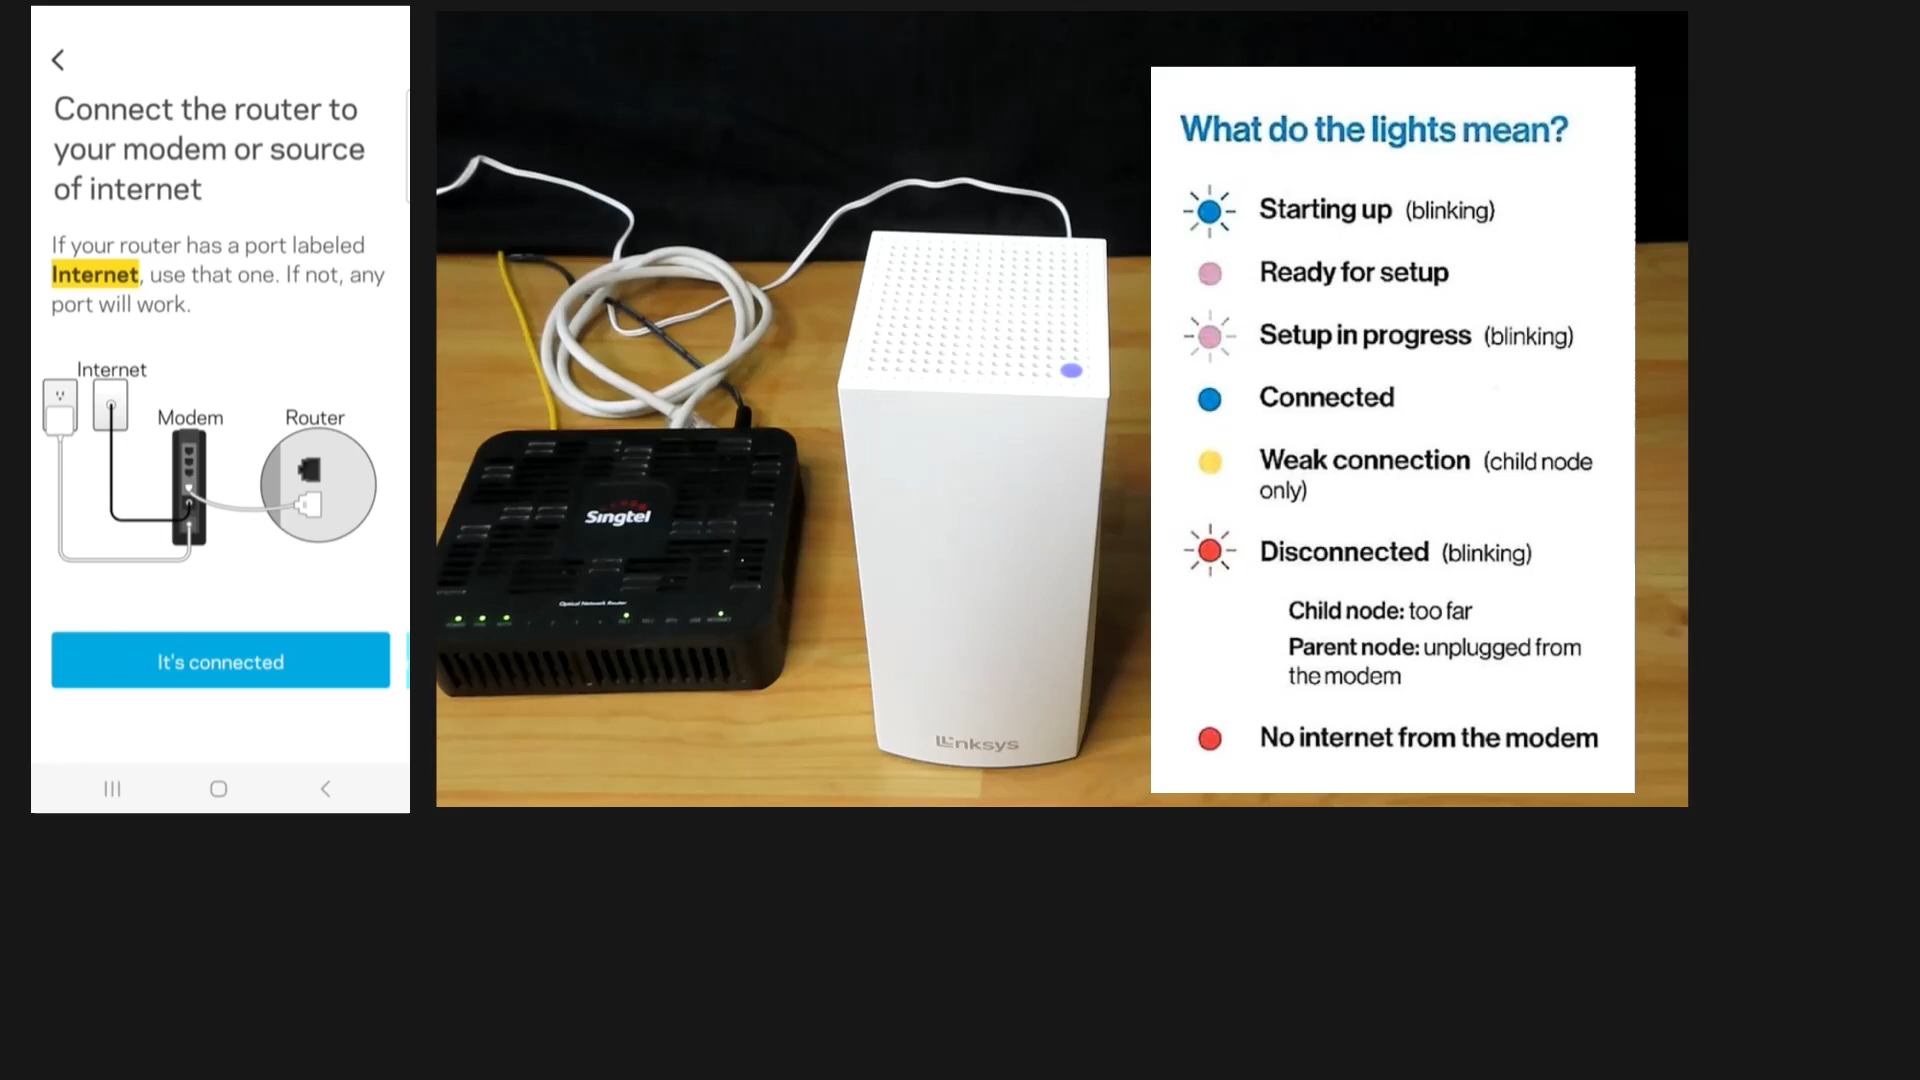 Connect the router to
your modem or source
of internet
If your router has a port labeled
Internet, use that one. If not, any
port will work.
Internet
Modem
Router
It's connected
Singtel
Optical Network Router
Linksys
What do the lights mean?
Starting up (blinking)
Ready for setup
Setup in progress (blinking)
Connected
Weak connection (child node
only)
Disconnected (blinking)
Child node: too far
Parent node: unplugged from
the modem
No internet from the modem